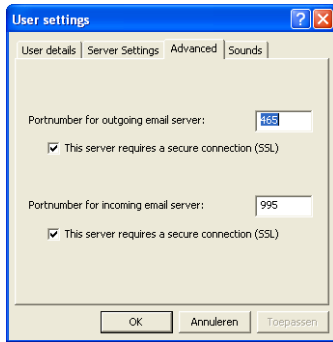 User settings
User details Server Settings Advanced Sounds
Portnumber for outgoing email server: 465
This server requires a secure connection (SSL)
Portnumber for incoming email server: 995
This server requires a secure connection (SSL)
OK Annuleren Toepassen